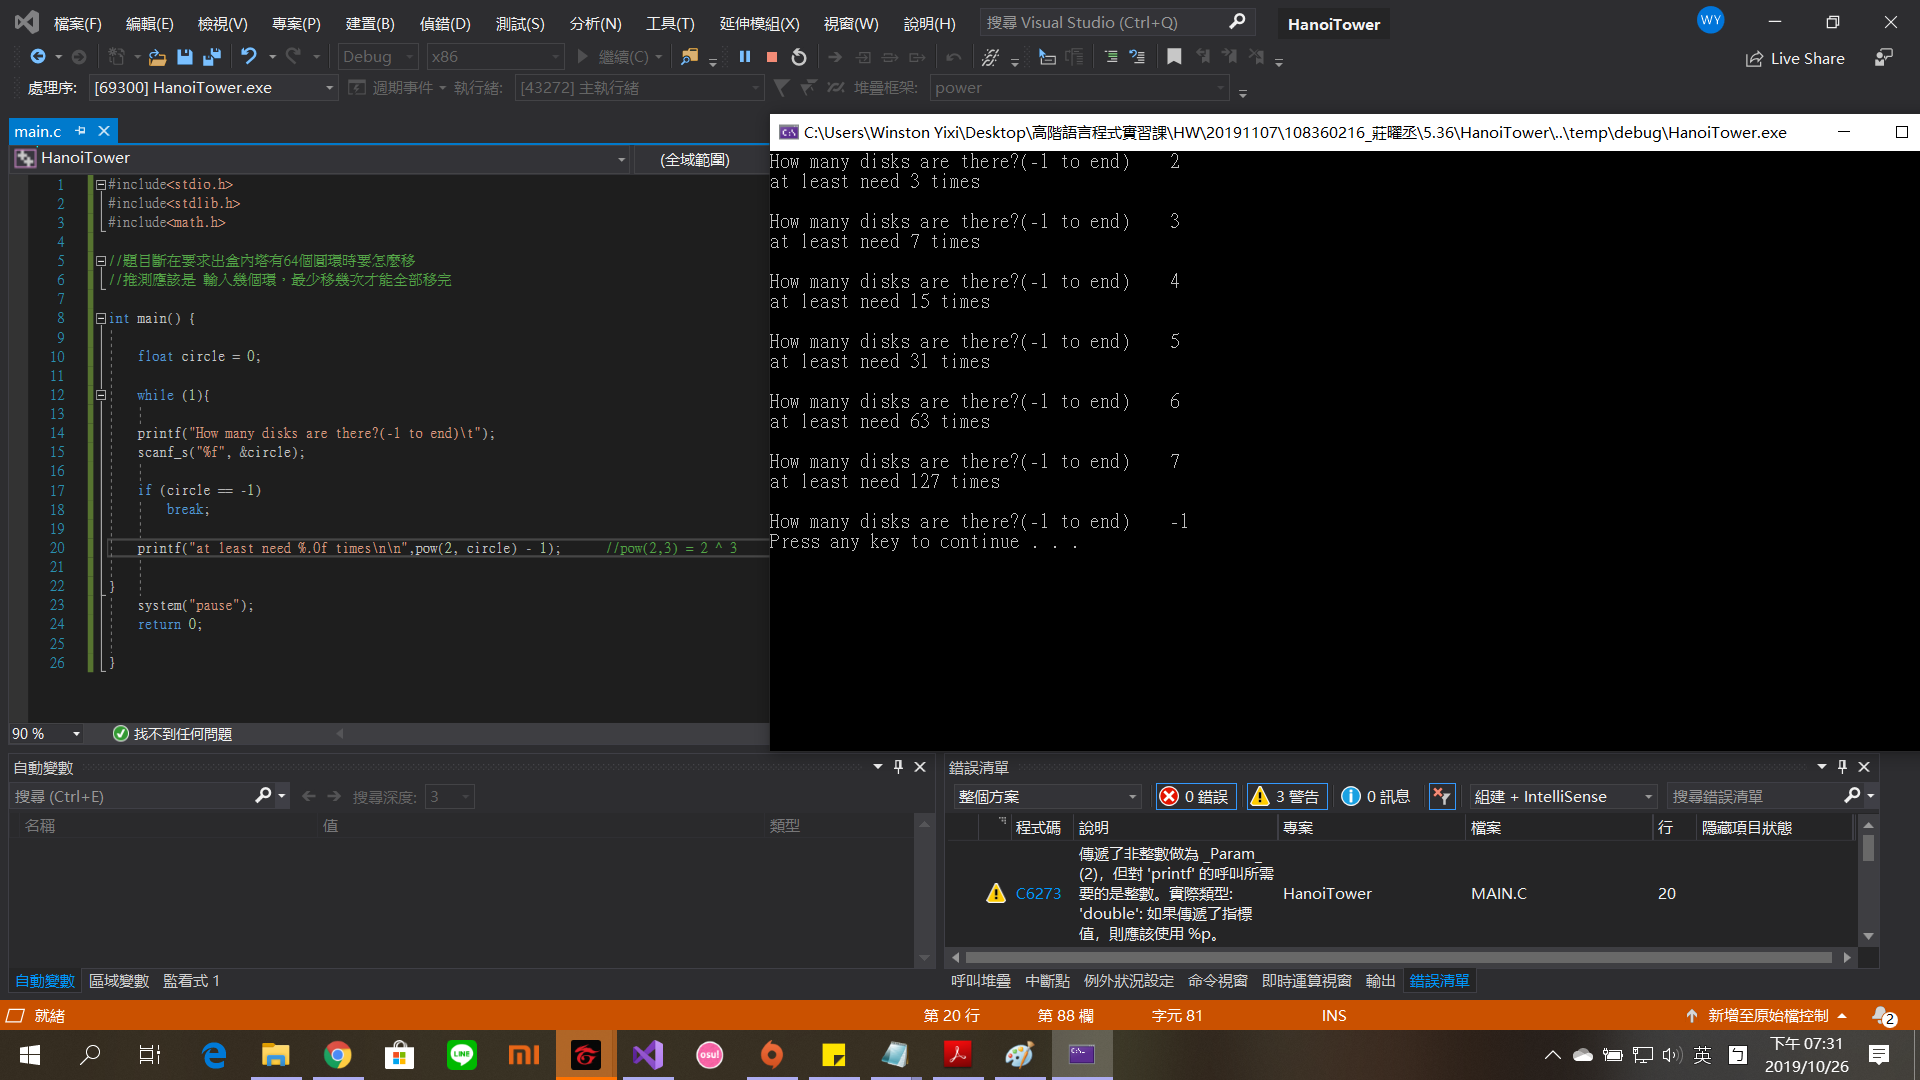 檔案(F) 編輯(E) 檢視(V) 專案(P) 建置(B) 偵錯(D) 測試(S) 分析(N) 工具(T) 延伸模組(X) 視窗(W) 說明(H) 搜尋 Visual Studio (Ctrl+Q) HanoiTower WY
Debug x86 繼續(C) Live Share
處理序: [69300] HanoiTower.exe 週期事件 執行緒: [43272] 主執行緒 堆疊框架: power
main.c
HanoiTower (全域範圍)
1 #include<stdio.h>
2 #include<stdlib.h>
3 #include<math.h>
4
5 //題目斷在要求出盒內塔有64個圓環時要怎麼移
6 //推測應該是 輸入幾個環，最少移幾次才能全部移完
7
8 int main() {
9
10 float circle = 0;
11
12 while (1){
13
14 printf("How many disks are there?(-1 to end)\t");
15 scanf_s("%f", &circle);
16
17 if (circle == -1)
18 break;
19
20 printf("at least need %.0f times\n\n",pow(2, circle) - 1); //pow(2,3) = 2 ^ 3
21
22 }
23 system("pause");
24 return 0;
25
26 }
90 % 找不到任何問題
C:\Users\Winston Yixi\Desktop\高階語言程式實習課\HW\20191107\108360216_莊曜丞\5.36\HanoiTower\..\temp\debug\HanoiTower.exe
How many disks are there?(-1 to end) 2
at least need 3 times
How many disks are there?(-1 to end) 3
at least need 7 times
How many disks are there?(-1 to end) 4
at least need 15 times
How many disks are there?(-1 to end) 5
at least need 31 times
How many disks are there?(-1 to end) 6
at least need 63 times
How many disks are there?(-1 to end) 7
at least need 127 times
How many disks are there?(-1 to end) -1
Press any key to continue . . .
自動變數
搜尋 (Ctrl+E) 搜尋深度: 3
名稱 值 類型
自動變數 區域變數 監看式 1
錯誤清單
整個方案 0 錯誤 3 警告 0 訊息 組建 + IntelliSense 搜尋錯誤清單
程式碼 說明 專案 檔案 行 隱藏項目狀態
傳遞了非整數做為 _Param_
(2)，但對 'printf' 的呼叫所需
C6273 要的是整數。實際類型: HanoiTower MAIN.C 20
'double': 如果傳遞了指標
值，則應該使用 %p。
呼叫堆疊 中斷點 例外狀況設定 命令視窗 即時運算視窗 輸出 錯誤清單
就緒 第 20 行 第 88 欄 字元 81 INS 新增至原始檔控制 2
LINE osu! 英 下午 07:31
2019/10/26